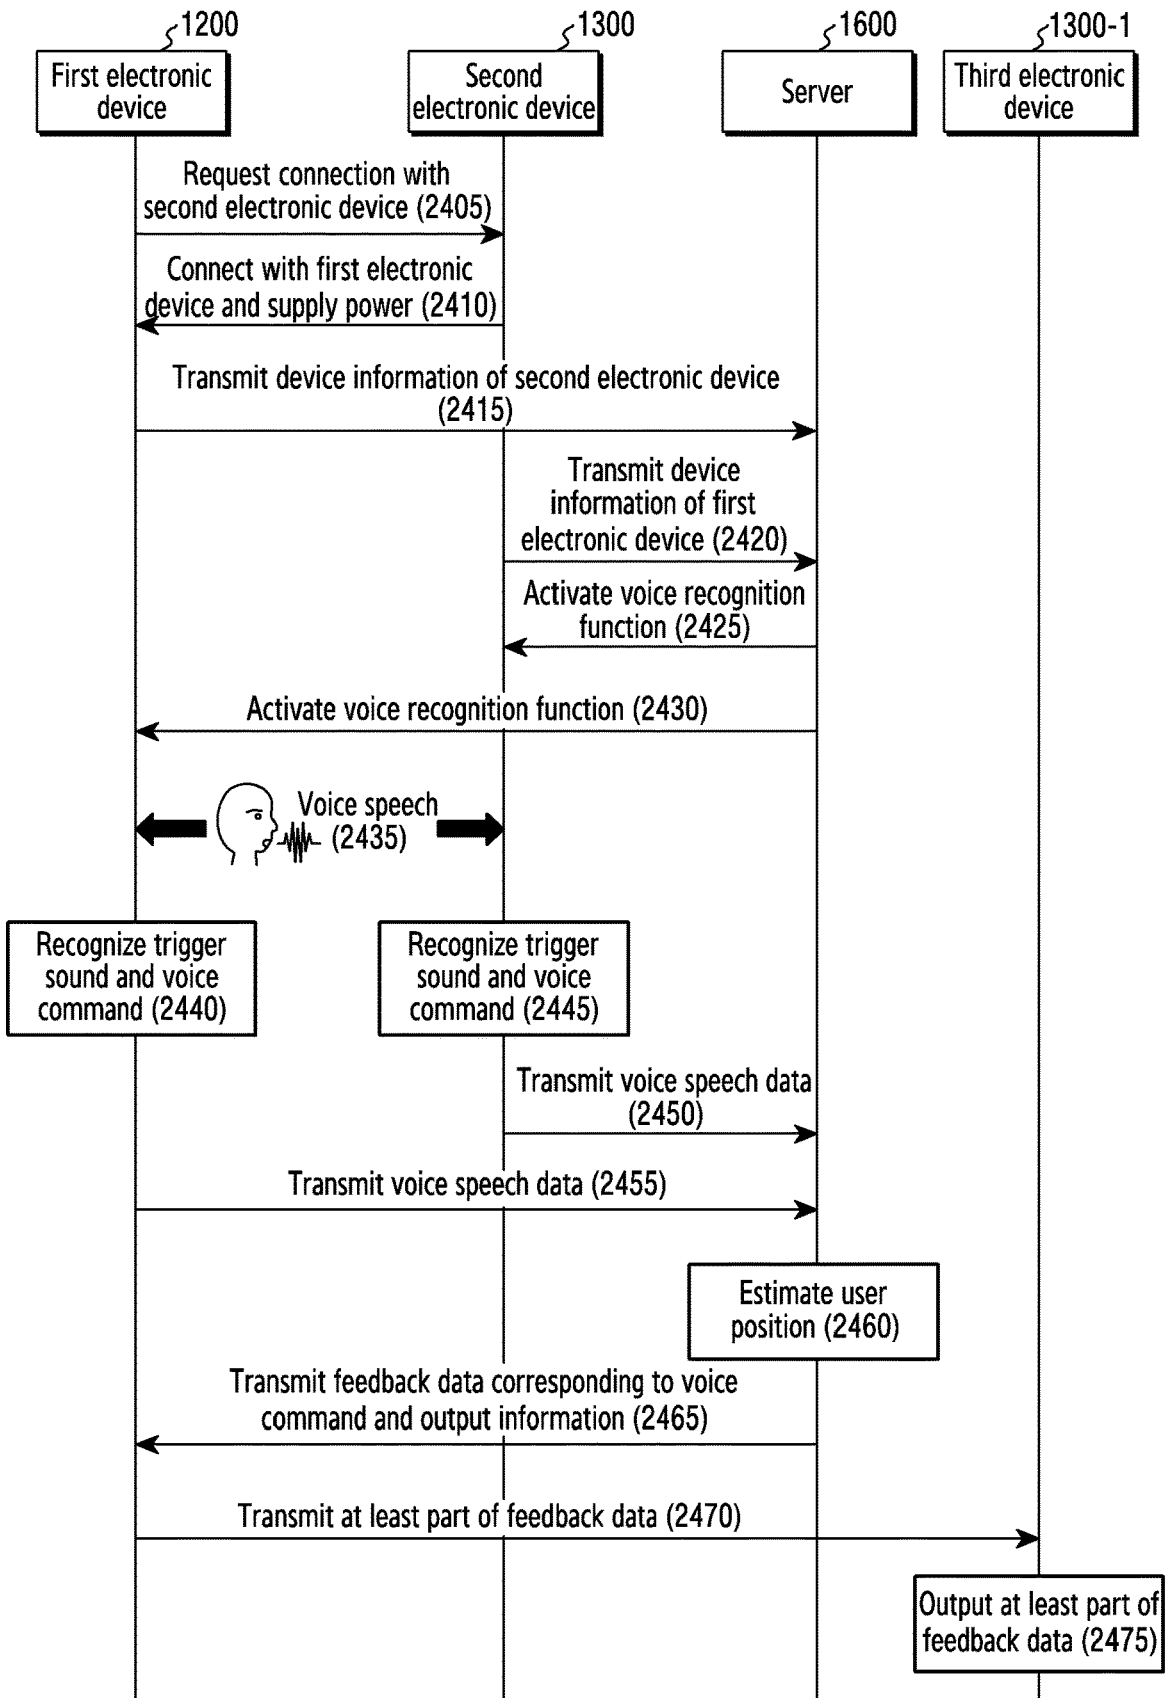 1200
1300
1600
1300-1
First electronic
device
Second
electronic device
Server
Third electronic
device
Request connection with
second electronic device (2405)
Connect with first electronic
device and supply power (2410)
Transmit device information of second electronic device
(2415)
Transmit device
information of first
electronic device (2420)
Activate voice recognition
function (2425)
Activate voice recognition function (2430)
Voice speech
(2435)
Recognize trigger
sound and voice
command (2440)
Recognize trigger
sound and voice
command (2445)
Transmit voice speech data
(2450)
Transmit voice speech data (2455)
Estimate user
position (2460)
Transmit feedback data corresponding to voice
command and output information (2465)
Transmit at least part of feedback data (2470)
Output at least part of
feedback data (2475)